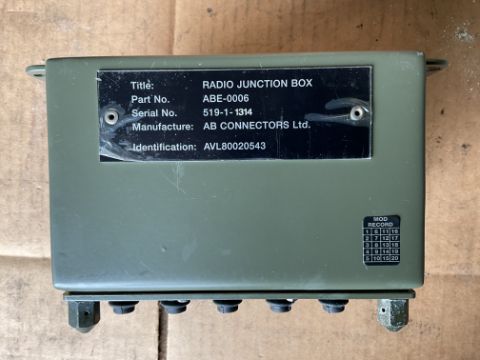 Title: RADIO JUNCTION BOX
Part No. ABE-0006
Serial No. 519-1-1314
Manufacture: AB CONNECTORS Ltd.
Identification: AVL80020543
MOD
RECORD
1 6 11 16
2 7 12 17
3 8 13 18
4 9 14 19
5 10 15 20